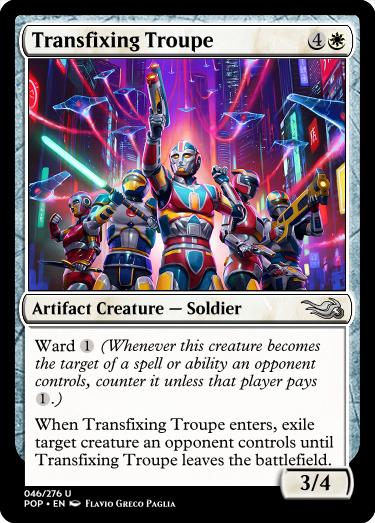 Transfixing Troupe 4
Artifact Creature — Soldier
Ward 1 (Whenever this creature becomes
the target of a spell or ability an opponent
controls, counter it unless that player pays
1.)
When Transfixing Troupe enters, exile
target creature an opponent controls until
Transfixing Troupe leaves the battlefield.
3/4
046/276 U
POP • EN Flavio Greco Paglia